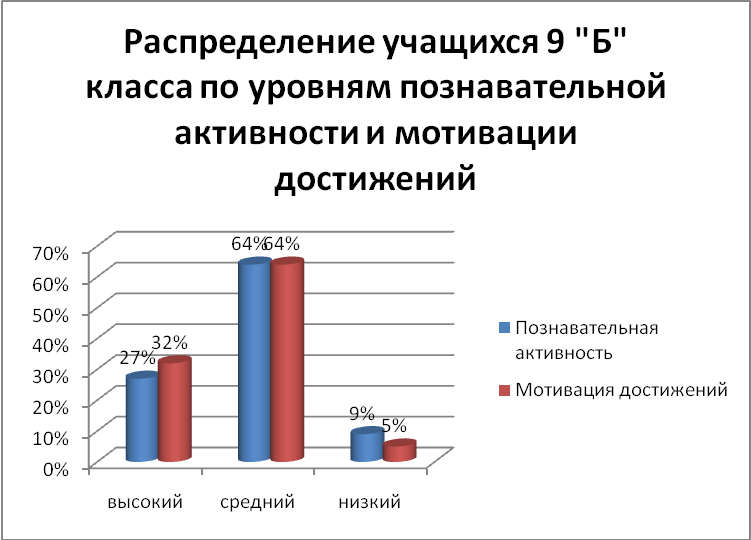 Распределение учащихся 9 "Б"
класса по уровням познавательной
активности и мотивации
достижений
70%
60%
50%
40%
30%
20%
10%
0%
27%
32%
64%
64%
9%
5%
высокий
средний
низкий
Познавательная
активность
Мотивация достижений